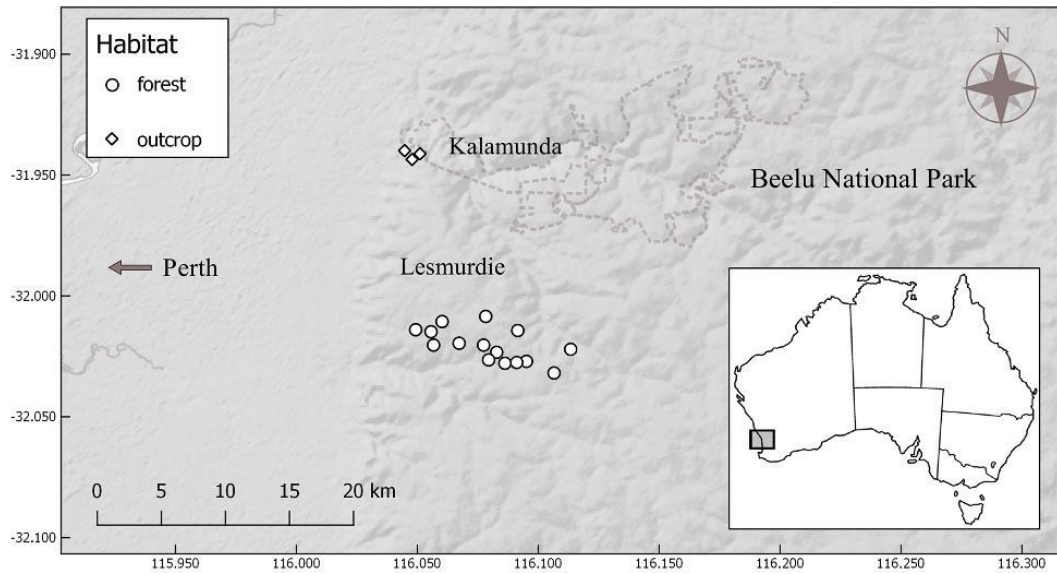 Habitat
forest
outcrop
N
Kalamunda
Beelu National Park
Perth
Lesmurdie
-31.900
-31.950
-32.000
-32.050
-32.100
0 5 10 15 20 km
115.950 116.000 116.050 116.100 116.150 116.200 116.250 116.300